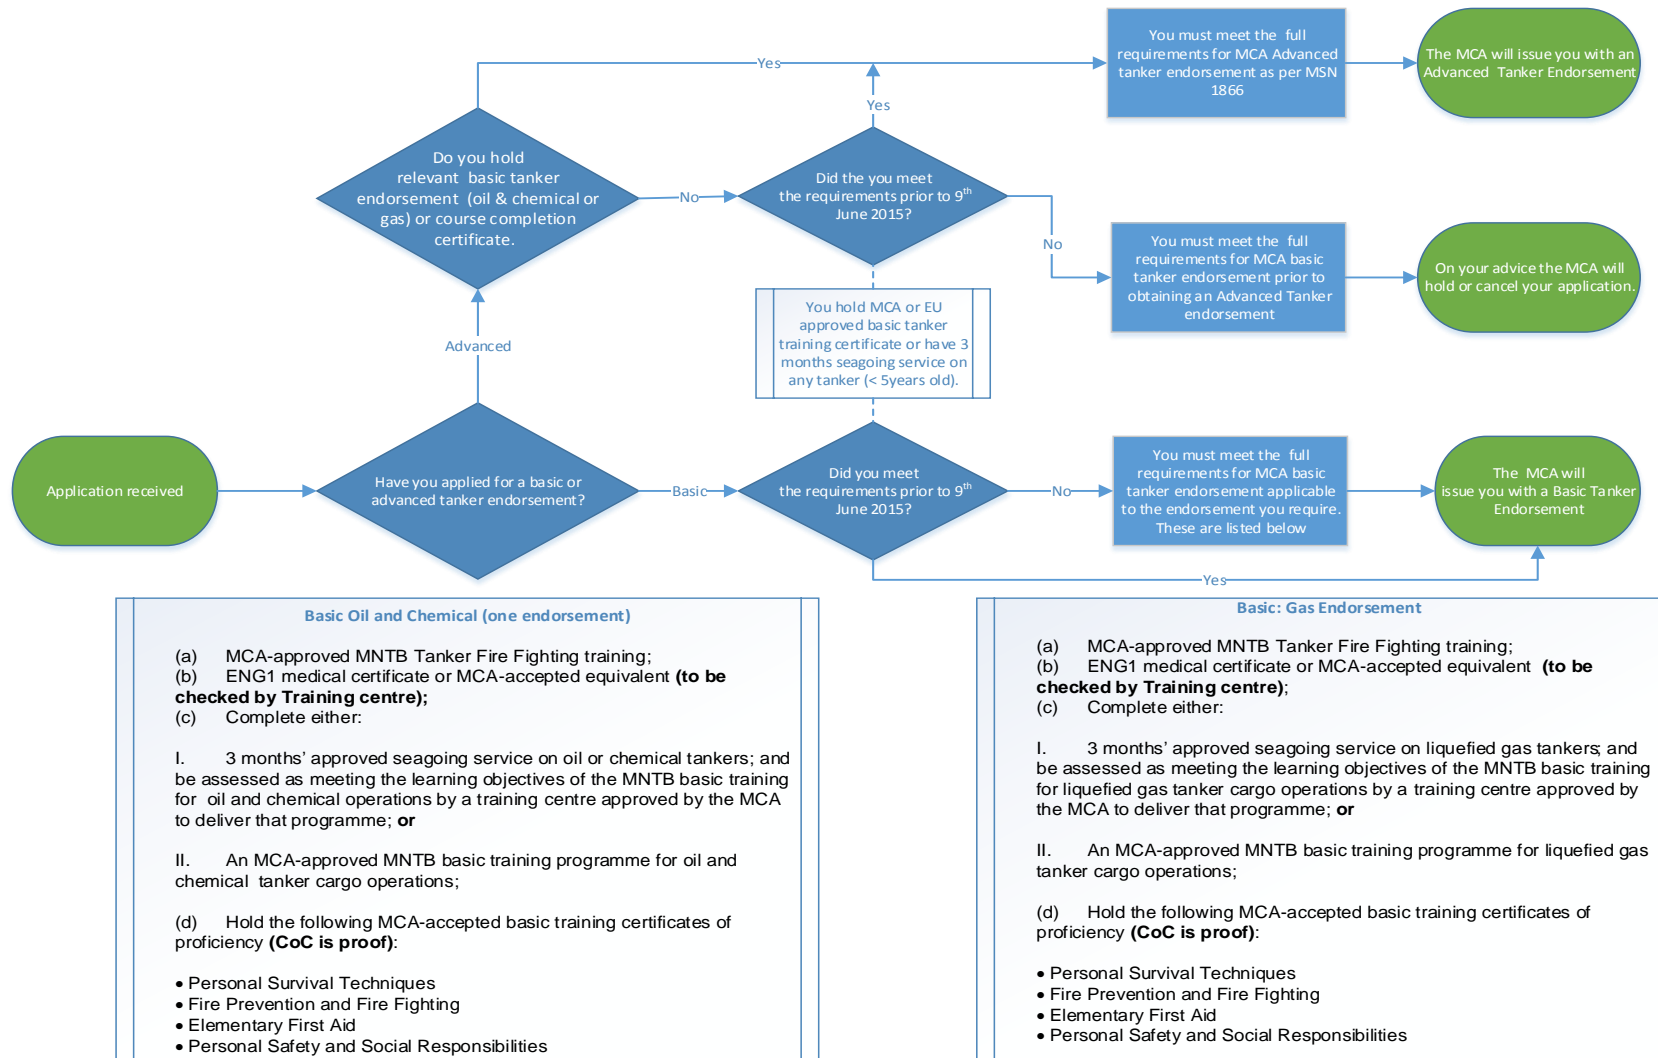 You must meet the  full
requirements for MCA Advanced
tanker endorsement as per MSN
1866
The MCA will issue you with an
Advanced  Tanker Endorsement
Yes
Yes
Do you hold
relevant  basic tanker
endorsement  (oil & chemical or
gas) or course completion
certificate.
No
Did the you meet
the requirements prior to 9th
June 2015?
No
You must meet the  full
requirements for MCA basic
tanker endorsement prior to
obtaining an Advanced Tanker
endorsement
On your advice the MCA will
hold or cancel your application.
You hold MCA or EU
approved basic tanker
training certificate or have 3
months seagoing service on
any tanker (< 5years old).
Advanced
Application received
Have you applied for a basic or
advanced tanker endorsement?
Basic
Did you meet
the requirements prior to 9th
June 2015?
No
You must meet the  full
requirements for MCA basic
tanker endorsement applicable
to the endorsement you require.
These are listed below
The  MCA will
issue you with a Basic Tanker
Endorsement
Yes
Basic Oil and Chemical (one endorsement)
(a) MCA-approved MNTB Tanker Fire Fighting training;
(b) ENG1 medical certificate or MCA-accepted equivalent (to be
checked by Training centre);
(c) Complete either:
I. 3 months' approved seagoing service on oil or chemical tankers; and
be assessed as meeting the learning objectives of the MNTB basic training
for  oil and chemical operations by a training centre approved by the MCA
to deliver that programme; or
II. An MCA-approved MNTB basic training programme for oil and
chemical  tanker cargo operations;
(d) Hold the following MCA-accepted basic training certificates of
proficiency (CoC is proof):
• Personal Survival Techniques
• Fire Prevention and Fire Fighting
• Elementary First Aid
• Personal Safety and Social Responsibilities
Basic: Gas Endorsement
(a) MCA-approved MNTB Tanker Fire Fighting training;
(b) ENG1 medical certificate or MCA-accepted equivalent  (to be
checked by Training centre);
(c) Complete either:
I. 3 months' approved seagoing service on liquefied gas tankers; and
be assessed as meeting the learning objectives of the MNTB basic training
for liquefied gas tanker cargo operations by a training centre approved by
the MCA to deliver that programme; or
II. An MCA-approved MNTB basic training programme for liquefied gas
tanker cargo operations;
(d) Hold the following MCA-accepted basic training certificates of
proficiency (CoC is proof):
• Personal Survival Techniques
• Fire Prevention and Fire Fighting
• Elementary First Aid
• Personal Safety and Social Responsibilities